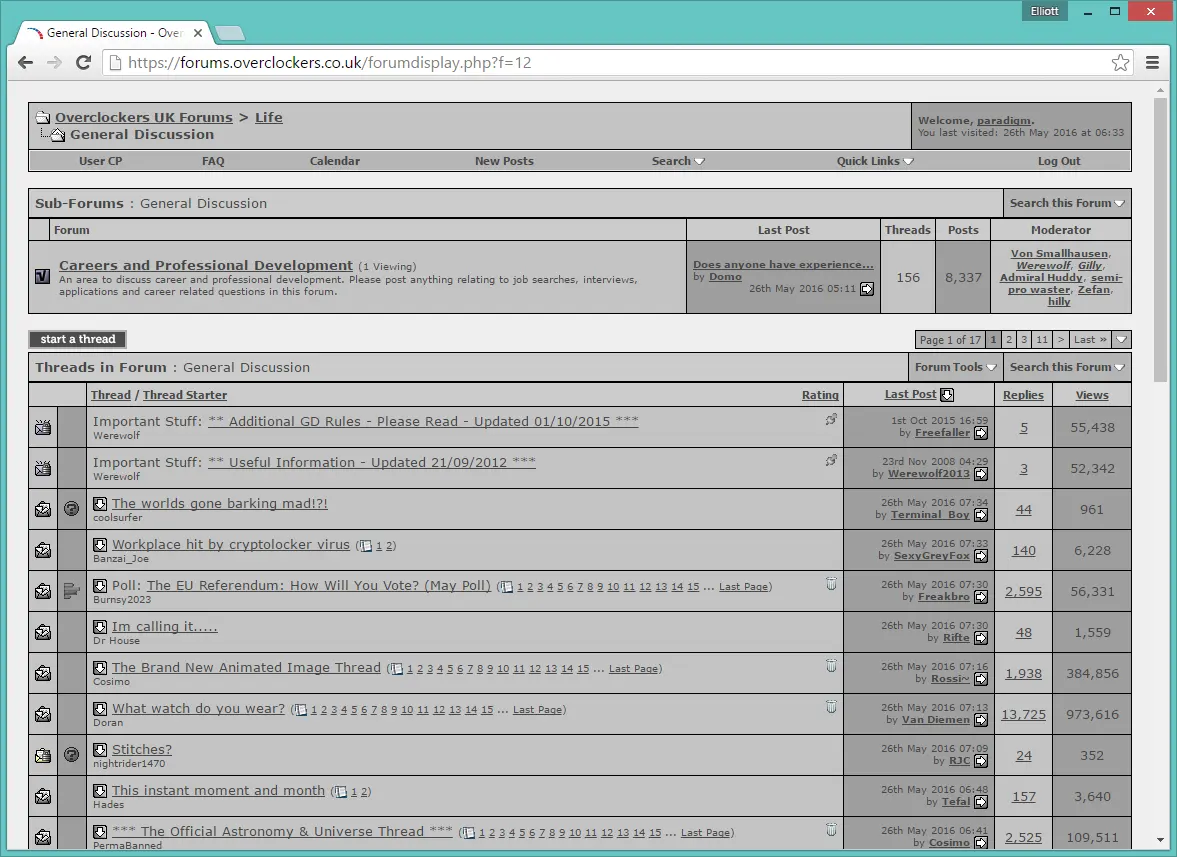 Elliott
General Discussion - Over
https://forums.overclockers.co.uk/forumdisplay.php?f=12
Overclockers UK Forums > Life
General Discussion
Welcome, paradigm.
You last visited: 26th May 2016 at 06:33
User CP FAQ Calendar New Posts Search Quick Links Log Out
Sub-Forums : General Discussion Search this Forum
Forum Last Post Threads Posts Moderator
Careers and Professional Development (1 Viewing)
An area to discuss career and professional development. Please post anything relating to job searches, interviews,
applications and career related questions in this forum.
Does anyone have experience...
by Domo
26th May 2016 05:11
156
8,337
Von Smallhausen,
Werewolf, Gilly,
Admiral Huddy, semi-
pro waster, Zefan,
hilly
start a thread
Page 1 of 17 1 2 3 11 > Last »
Threads in Forum : General Discussion Forum Tools Search this Forum
Thread / Thread Starter Rating Last Post Replies Views
Important Stuff: ** Additional GD Rules - Please Read - Updated 01/10/2015 ***
Werewolf
1st Oct 2015 16:59
by Freefaller
5
55,438
Important Stuff: ** Useful Information - Updated 21/09/2012 ***
Werewolf
23rd Nov 2008 04:29
by Werewolf2013
3
52,342
The worlds gone barking mad!?!
coolsurfer
26th May 2016 07:34
by Terminal_Boy
44
961
Workplace hit by cryptolocker virus ( 1 2)
Banzai_Joe
26th May 2016 07:33
by SexyGreyFox
140
6,228
Poll: The EU Referendum: How Will You Vote? (May Poll) ( 1 2 3 4 5 6 7 8 9 10 11 12 13 14 15 ... Last Page)
Burnsy2023
26th May 2016 07:30
by Freakbro
2,595
56,331
Im calling it.....
Dr House
26th May 2016 07:30
by Rifte
48
1,559
The Brand New Animated Image Thread ( 1 2 3 4 5 6 7 8 9 10 11 12 13 14 15 ... Last Page)
Cosimo
26th May 2016 07:16
by Rossi~
1,938
384,856
What watch do you wear? ( 1 2 3 4 5 6 7 8 9 10 11 12 13 14 15 ... Last Page)
Doran
26th May 2016 07:13
by Van Diemen
13,725
973,616
Stitches?
nightrider1470
26th May 2016 07:09
by RJC
24
352
This instant moment and month ( 1 2)
Hades
26th May 2016 06:48
by Tefal
157
3,640
*** The Official Astronomy & Universe Thread *** ( 1 2 3 4 5 6 7 8 9 10 11 12 13 14 15 ... Last Page)
PermaBanned
26th May 2016 06:41
by Cosimo
2,525
109,511